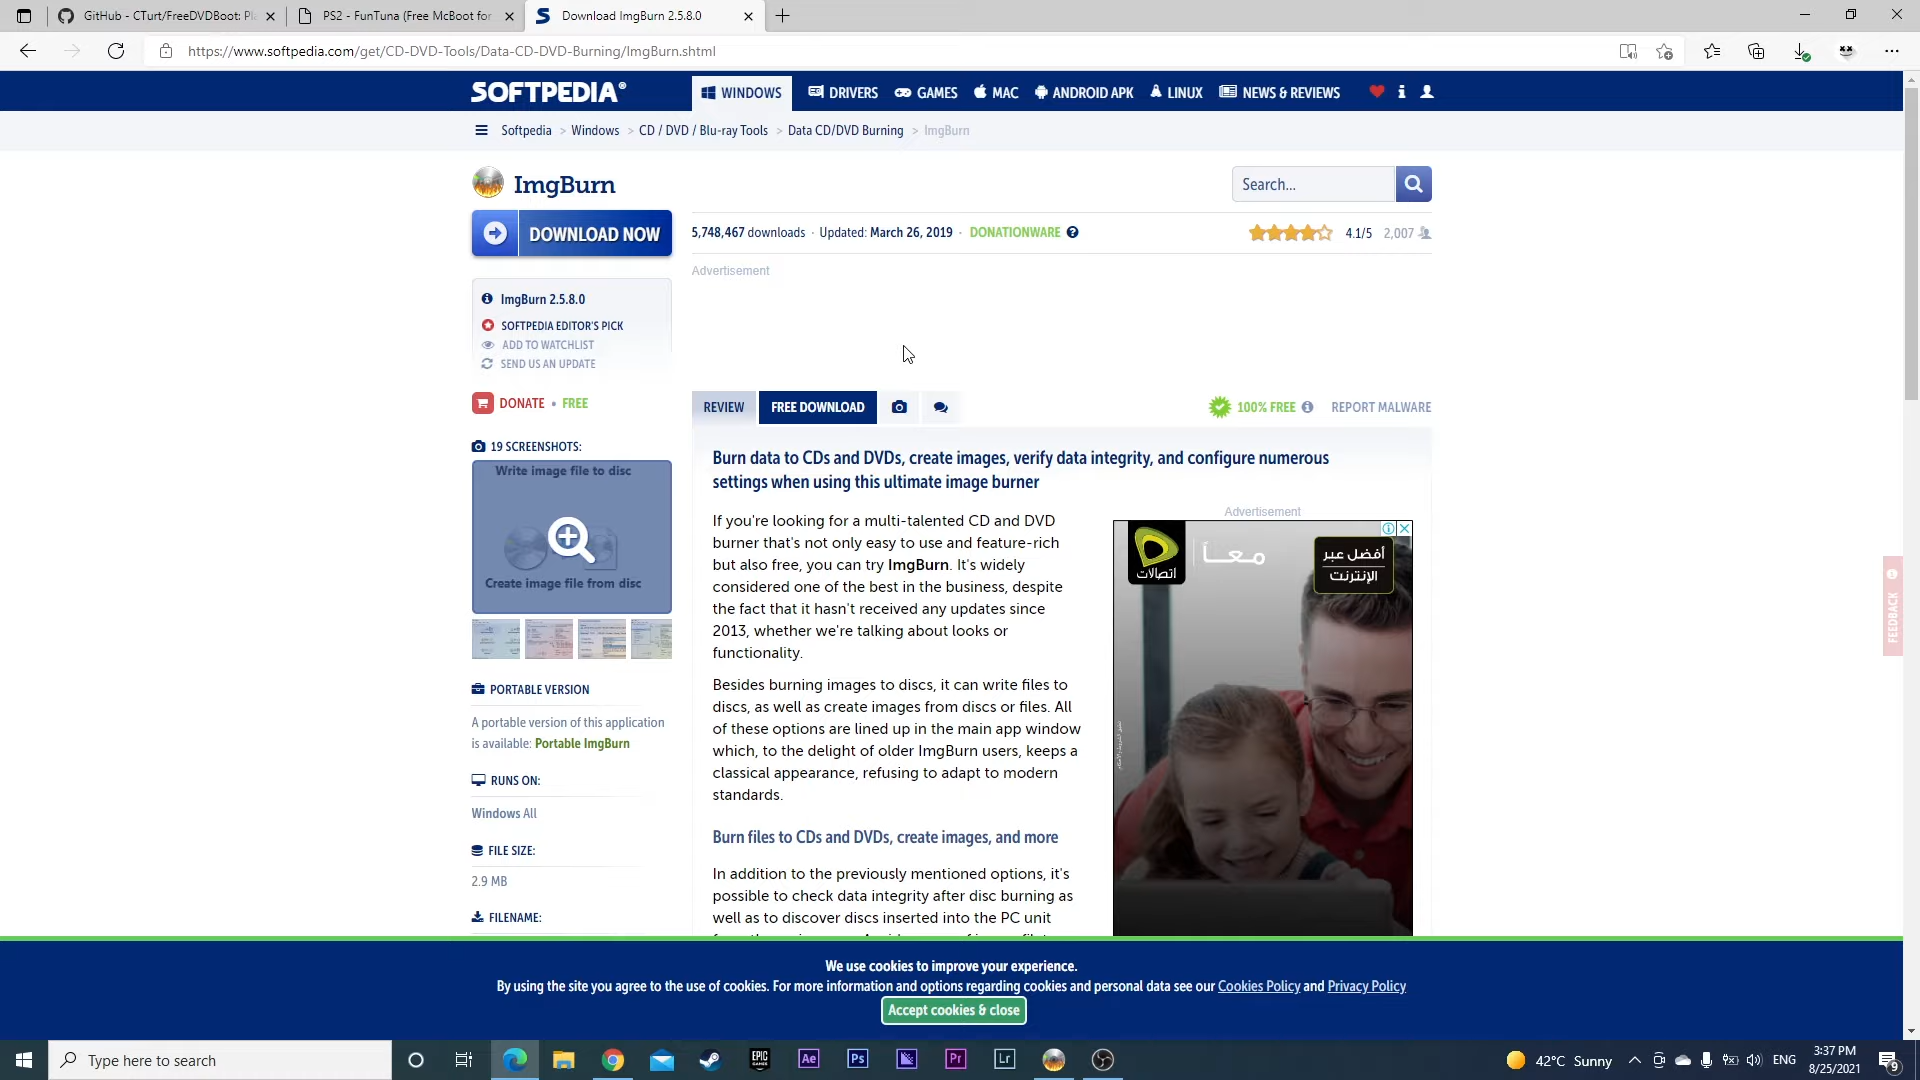 GitHub - CTurt/FreeDVDBoot: Pla
PS2 - FunTuna (Free McBoot for
Download ImgBurn 2.5.8.0
https://www.softpedia.com/get/CD-DVD-Tools/Data-CD-DVD-Burning/ImgBurn.shtml
SOFTPEDIA®
WINDOWS
DRIVERS
GAMES
MAC
ANDROID APK
LINUX
NEWS & REVIEWS
Softpedia > Windows > CD / DVD / Blu-ray Tools > Data CD/DVD Burning > ImgBurn
ImgBurn
Search...
DOWNLOAD NOW
5,748,467 downloads · Updated: March 26, 2019 · DONATIONWARE
4.1/5 2,007
Advertisement
ImgBurn 2.5.8.0
SOFTPEDIA EDITOR'S PICK
ADD TO WATCHLIST
SEND US AN UPDATE
DONATE • FREE
REVIEW
FREE DOWNLOAD
100% FREE
REPORT MALWARE
19 SCREENSHOTS:
Write image file to disc
Create image file from disc
Burn data to CDs and DVDs, create images, verify data integrity, and configure numerous
settings when using this ultimate image burner
Advertisement
If you're looking for a multi-talented CD and DVD
burner that's not only easy to use and feature-rich
but also free, you can try ImgBurn. It's widely
considered one of the best in the business, despite
the fact that it hasn't received any updates since
2013, whether we're talking about looks or
functionality.
Besides burning images to discs, it can write files to
discs, as well as create images from discs or files. All
of these options are lined up in the main app window
which, to the delight of older ImgBurn users, keeps a
classical appearance, refusing to adapt to modern
standards.
Burn files to CDs and DVDs, create images, and more
In addition to the previously mentioned options, it's
possible to check data integrity after disc burning as
well as to discover discs inserted into the PC unit
اتصالات
معاً
أفضل عبر
الإنترنت
FEEDBACK
PORTABLE VERSION
A portable version of this application
is available: Portable ImgBurn
RUNS ON:
Windows All
FILE SIZE:
2.9 MB
FILENAME:
We use cookies to improve your experience.
By using the site you agree to the use of cookies. For more information and options regarding cookies and personal data see our Cookies Policy and Privacy Policy
Accept cookies & close
Type here to search
EPIC
GAMES
Ae
Ps
Pr
Lr
42°C Sunny
ENG
3:37 PM
8/25/2021
9